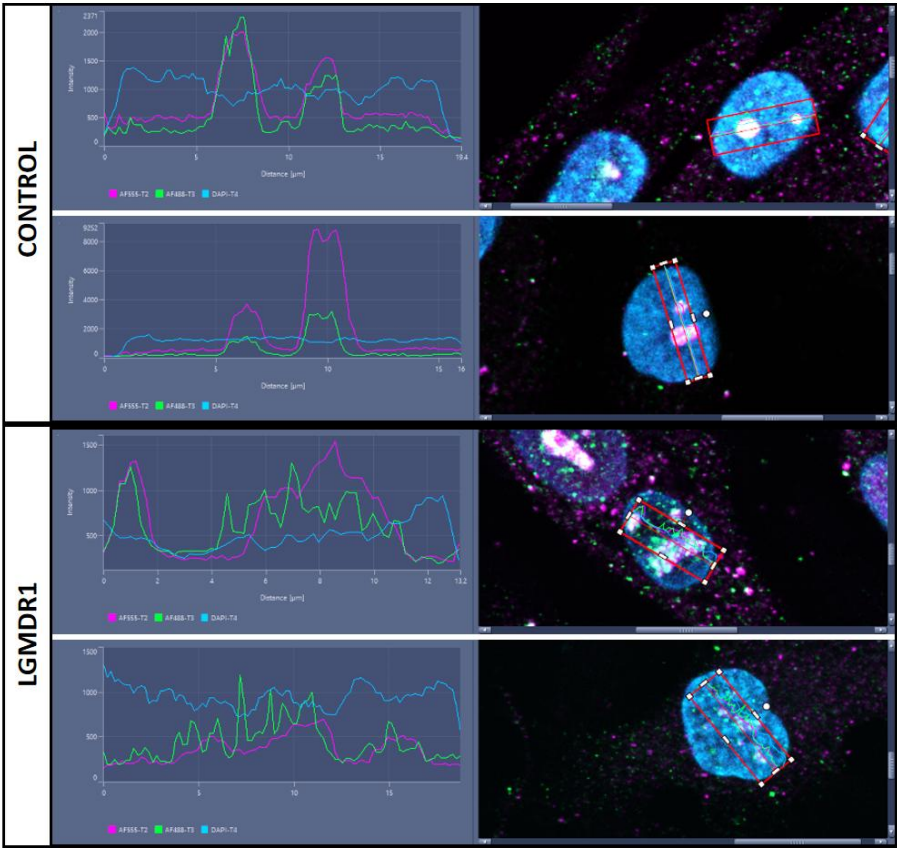 CONTROL
2371
2000
1500
1000
500
0
Intensity
0 5 10 15 18.4
Distance [µm]
AF555-T2 AF488-T3 DAPI-T4
9252
8000
6000
4000
2000
0
Intensity
0 5 10 15 16
Distance [µm]
AF555-T2 AF488-T3 DAPI-T4
LGMDR1
1500
1000
500
Intensity
0 2 4 6 8 10 12 13.2
Distance [µm]
AF555-T2 AF488-T3 DAPI-T4
1500
1000
500
0
Intensity
0 5 10 15
AF555-T2 AF488-T3 DAPI-T4